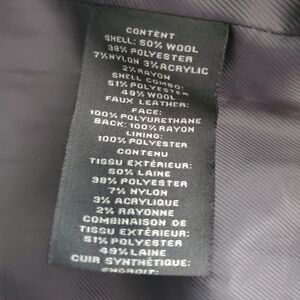 CONTENT
SHELL: 50% WOOL
38% POLYESTER
7% NYLON 3% ACRYLIC
2% RAYON
SHELL COMBO:
51% POLYESTER
49% WOOL
FAUX LEATHER:
FACE:
100% POLYURETHANE
BACK: 100% RAYON
LINING:
100% POLYESTER
CONTENU
TISSU EXTÉRIEUR:
50% LAINE
38% POLYESTER
7% NYLON
3% ACRYLIQUE
2% RAYONNE
COMBINAISON DE
TISSU EXTÉRIEUR:
51% POLYESTER
49% LAINE
CUIR SYNTHÉTIQUE:
ENDROIT: